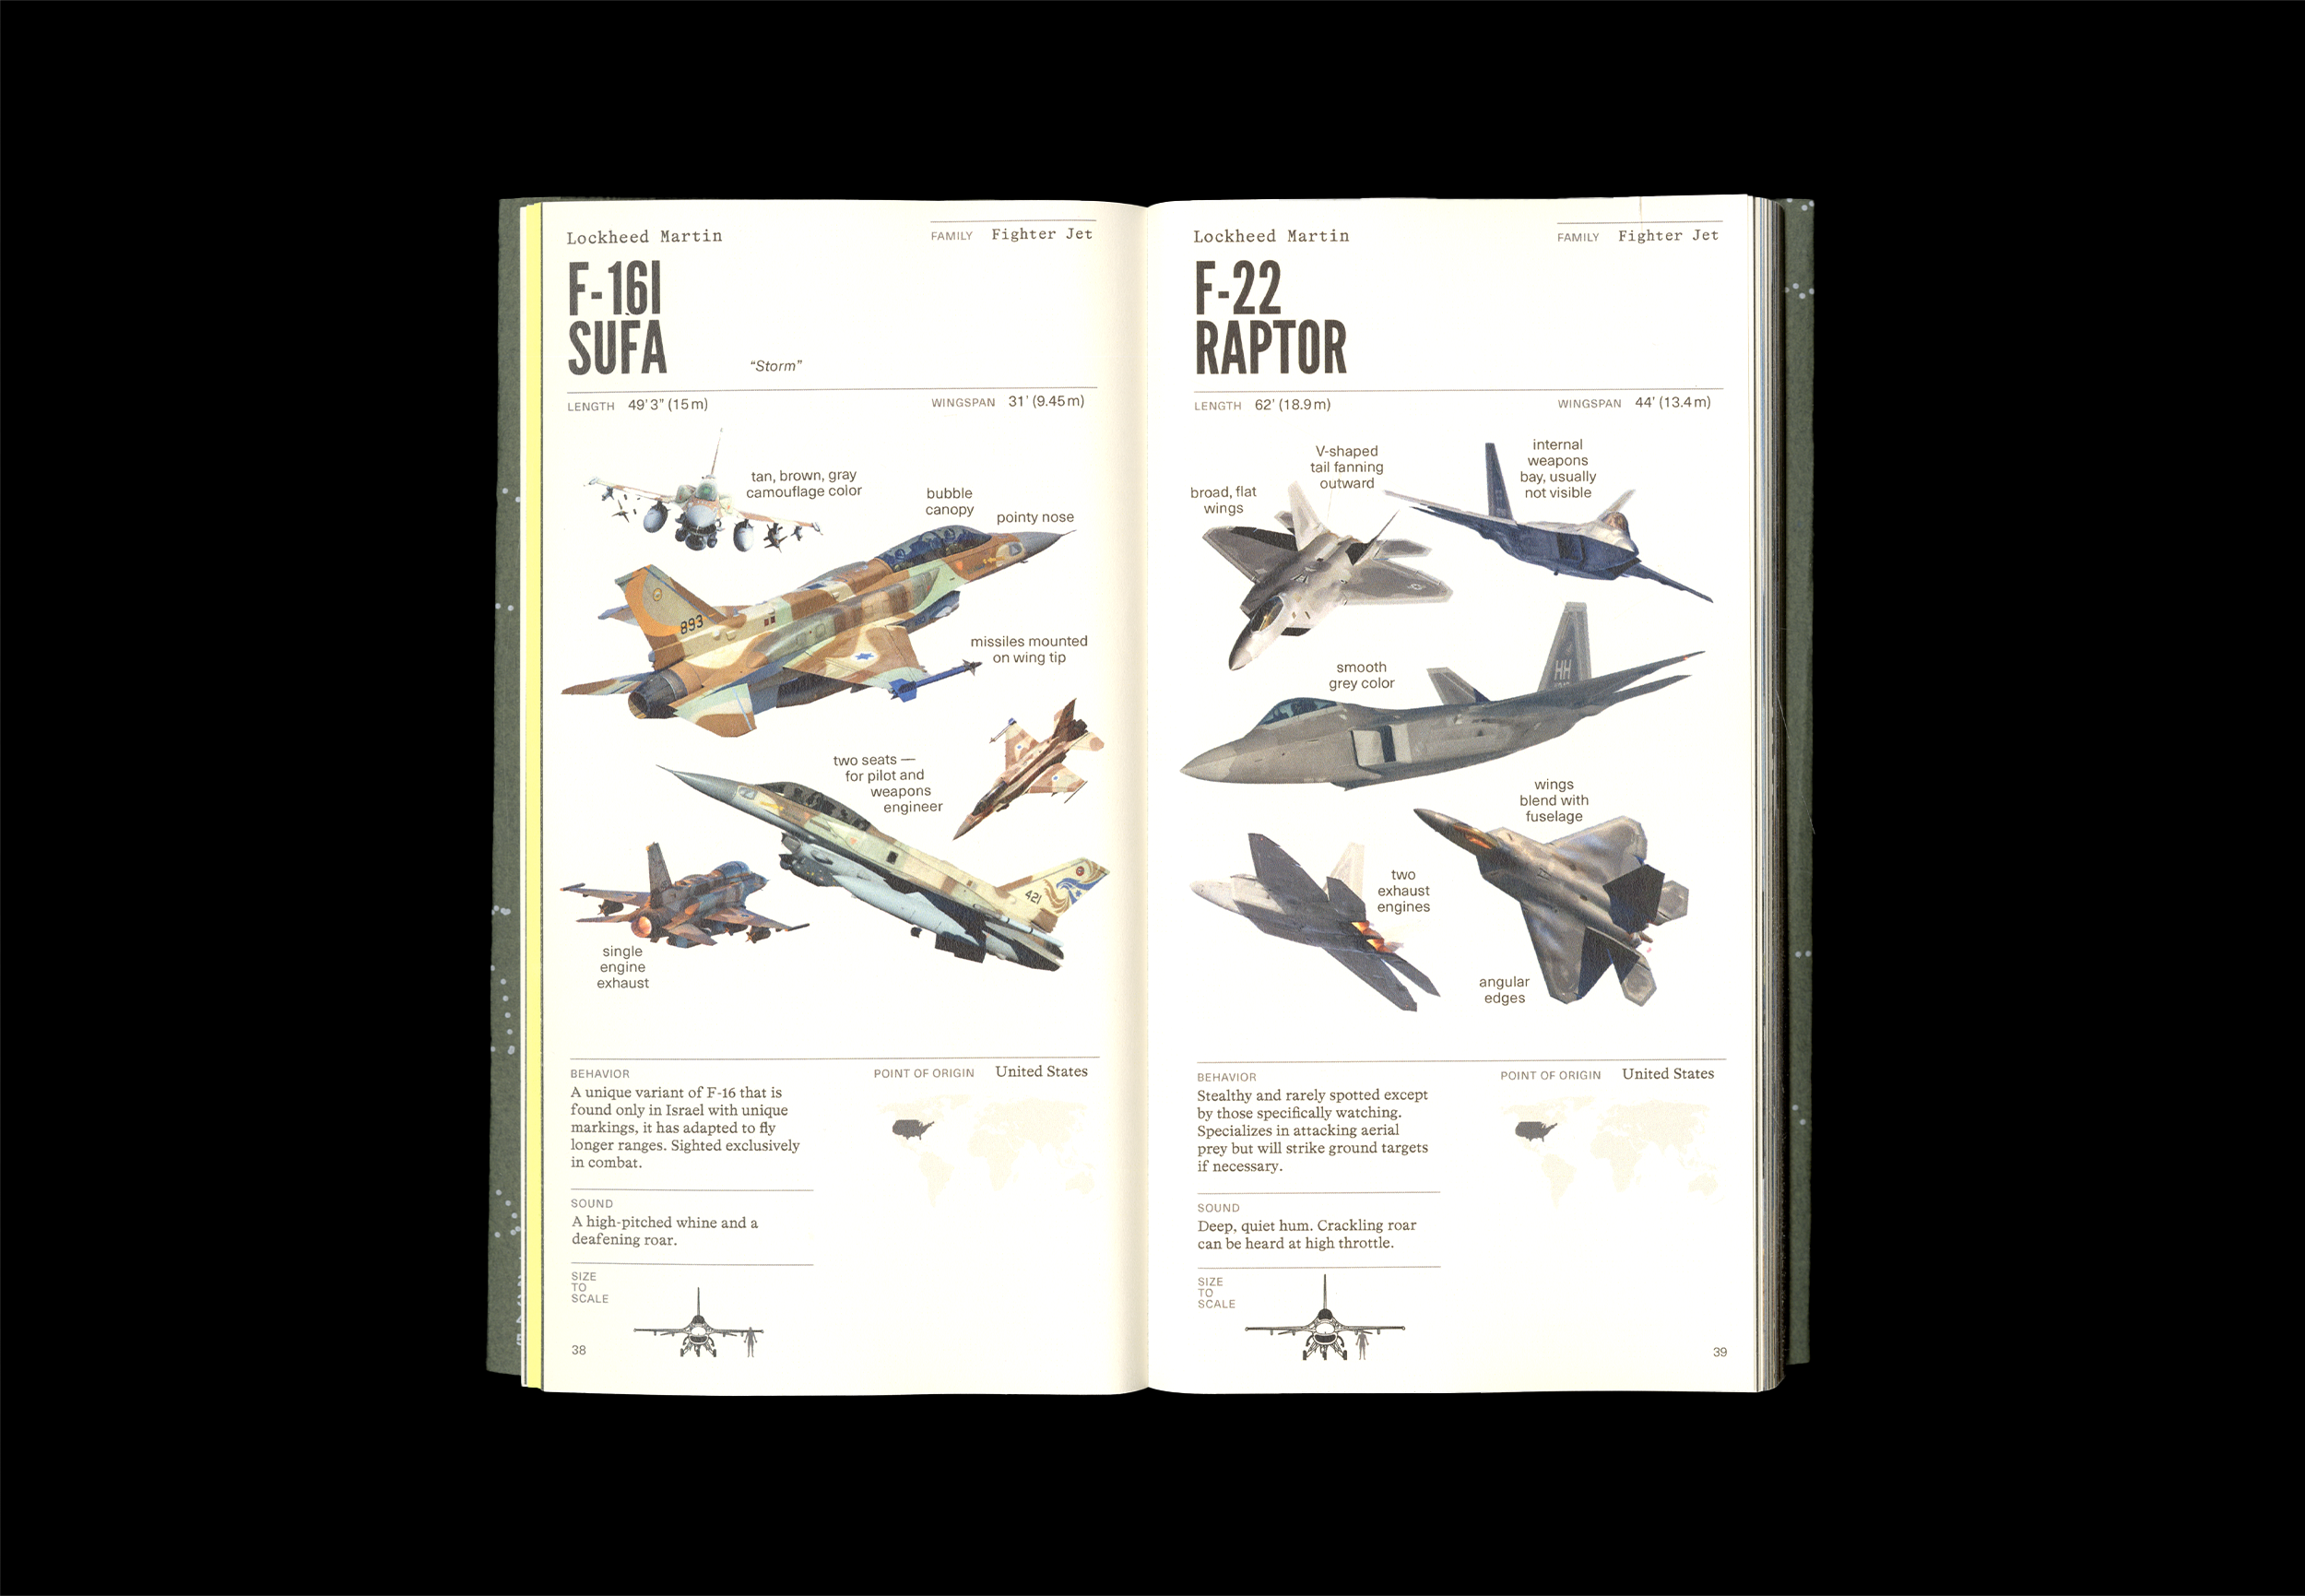 Lockheed Martin
FAMILY Fighter Jet
F-16I
SUFA
“Storm”
LENGTH 49’3” (15 m)
WINGSPAN 31’ (9.45 m)
tan, brown, gray
camouflage color
bubble
canopy
pointy nose
893
missiles mounted
on wing tip
two seats —
for pilot and
weapons
engineer
421
single
engine
exhaust
BEHAVIOR
A unique variant of F-16 that is
found only in Israel with unique
markings, it has adapted to fly
longer ranges. Sighted exclusively
in combat.
POINT OF ORIGIN United States
SOUND
A high-pitched whine and a
deafening roar.
SIZE
TO
SCALE
38
Lockheed Martin
FAMILY Fighter Jet
F-22
RAPTOR
LENGTH 62’ (18.9 m)
WINGSPAN 44’ (13.4 m)
broad, flat
wings
V-shaped
tail fanning
outward
internal
weapons
bay, usually
not visible
smooth
grey color
HH
wings
blend with
fuselage
two
exhaust
engines
angular
edges
BEHAVIOR
Stealthy and rarely spotted except
by those specifically watching.
Specializes in attacking aerial
prey but will strike ground targets
if necessary.
POINT OF ORIGIN United States
SOUND
Deep, quiet hum. Crackling roar
can be heard at high throttle.
SIZE
TO
SCALE
39